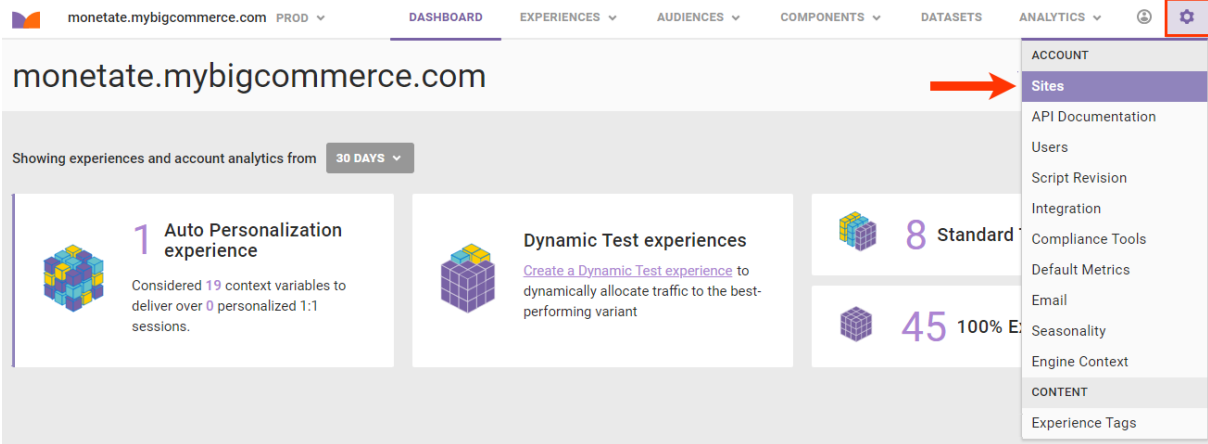 monetate.mybigcommerce.com PROD DASHBOARD EXPERIENCES AUDIENCES COMPONENTS DATASETS ANALYTICS
monetate.mybigcommerce.com
Showing experiences and account analytics from 30 DAYS
1 Auto Personalization
experience
Considered 19 context variables to
deliver over 0 personalized 1:1
sessions.
Dynamic Test experiences
Create a Dynamic Test experience to
dynamically allocate traffic to the best-
performing variant
8 Standard
45 100%
ACCOUNT
Sites
API Documentation
Users
Script Revision
Integration
Compliance Tools
Default Metrics
Email
Seasonality
Engine Context
CONTENT
Experience Tags